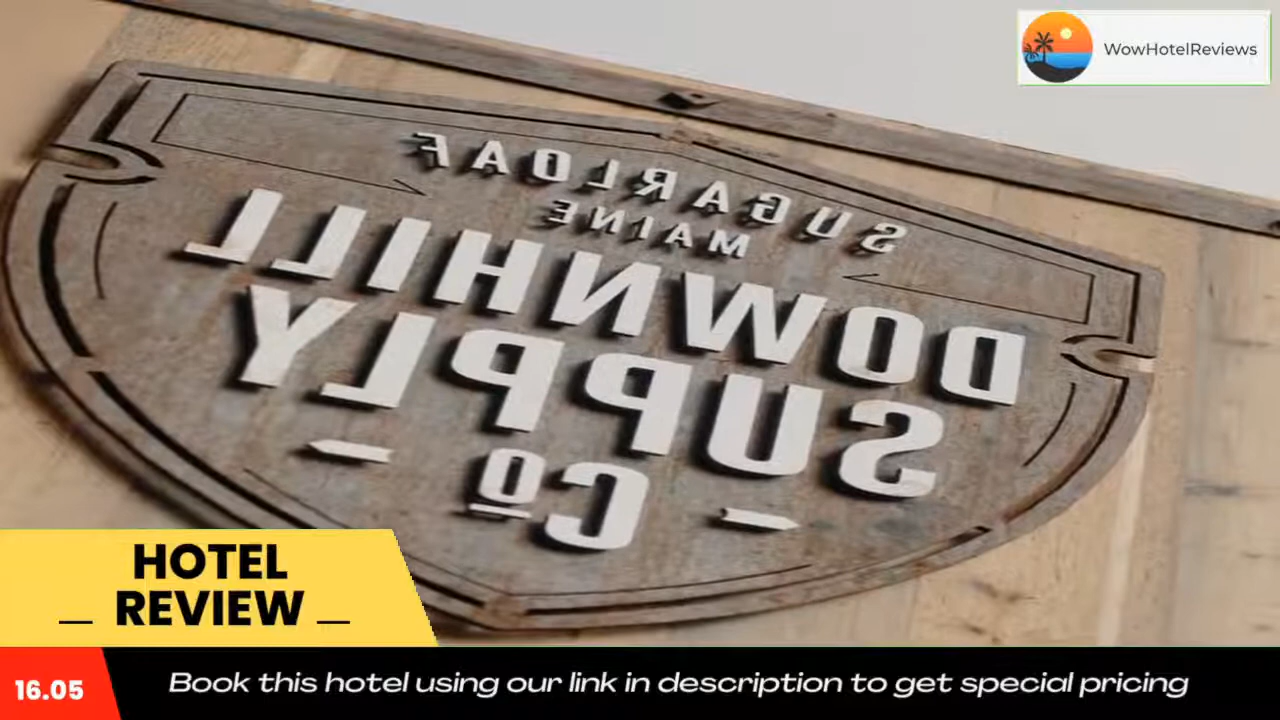 WowHotelReviews
SUGARLOAF
MAINE
DOWNHILL
SUPPLY
Co
HOTEL
REVIEW
16.05
Book this hotel using our link in description to get special pricing